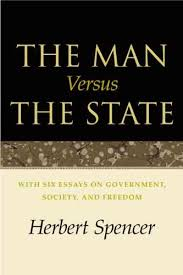 THE MAN
Versus
THE STATE
WITH SIX ESSAYS ON GOVERNMENT,
SOCIETY, AND FREEDOM
Herbert Spencer